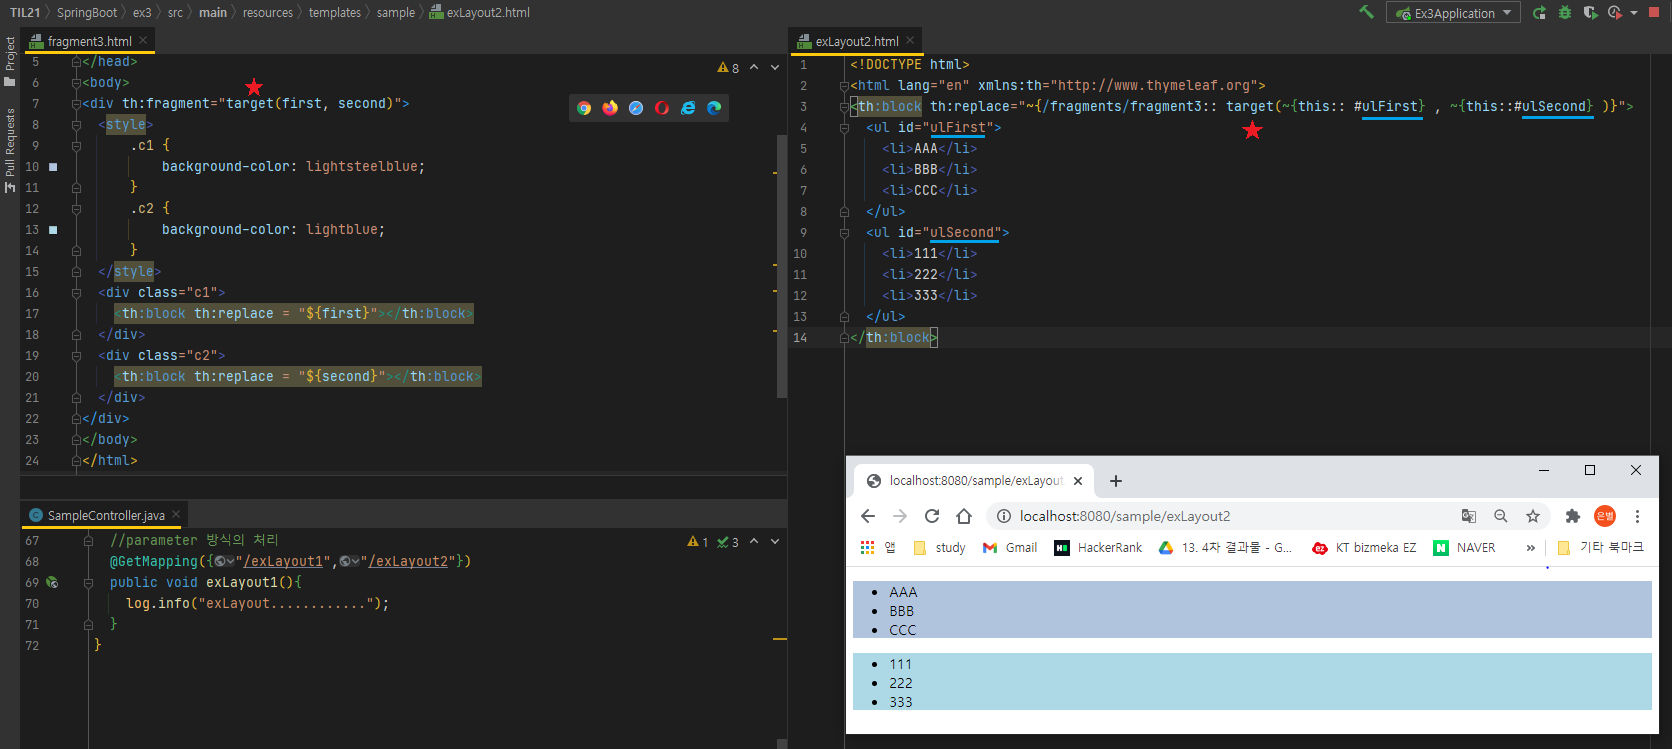 TIL21 › SpringBoot › ex3 › src › main › resources › templates › sample › exLayout2.html
Ex3Application
Project
Pull Requests
fragment3.html
8
5 </head>
6 <body>
7 <div th:fragment="target(first, second)">
8 <style>
9 .c1 {
10 background-color: lightsteelblue;
11 }
12 .c2 {
13 background-color: lightblue;
14 }
15 </style>
16 <div class="c1">
17 <th:block th:replace = "${first}"></th:block>
18 </div>
19 <div class="c2">
20 <th:block th:replace = "${second}"></th:block>
21 </div>
22 </div>
23 </body>
24 </html>
SampleController.java
1 3
67 //parameter 방식의 처리
68 @GetMapping({"/exLayout1","/exLayout2"})
69 public void exLayout1(){
70 log.info("exLayout............");
71 }
72 }
exLayout2.html
1 <!DOCTYPE html>
2 <html lang="en" xmlns:th="http://www.thymeleaf.org">
3 <th:block th:replace="~{/fragments/fragment3:: target(~{this:: #ulFirst} , ~{this::#ulSecond} )}">
4 <ul id="ulFirst">
5 <li>AAA</li>
6 <li>BBB</li>
7 <li>CCC</li>
8 </ul>
9 <ul id="ulSecond">
10 <li>111</li>
11 <li>222</li>
12 <li>333</li>
13 </ul>
14 </th:block>
localhost:8080/sample/exLayout
localhost:8080/sample/exLayout2
은별
앱 study Gmail HackerRank 13. 4차 결과물 - G... KT bizmeka EZ NAVER » 기타 북마크
AAA
BBB
CCC
111
222
333